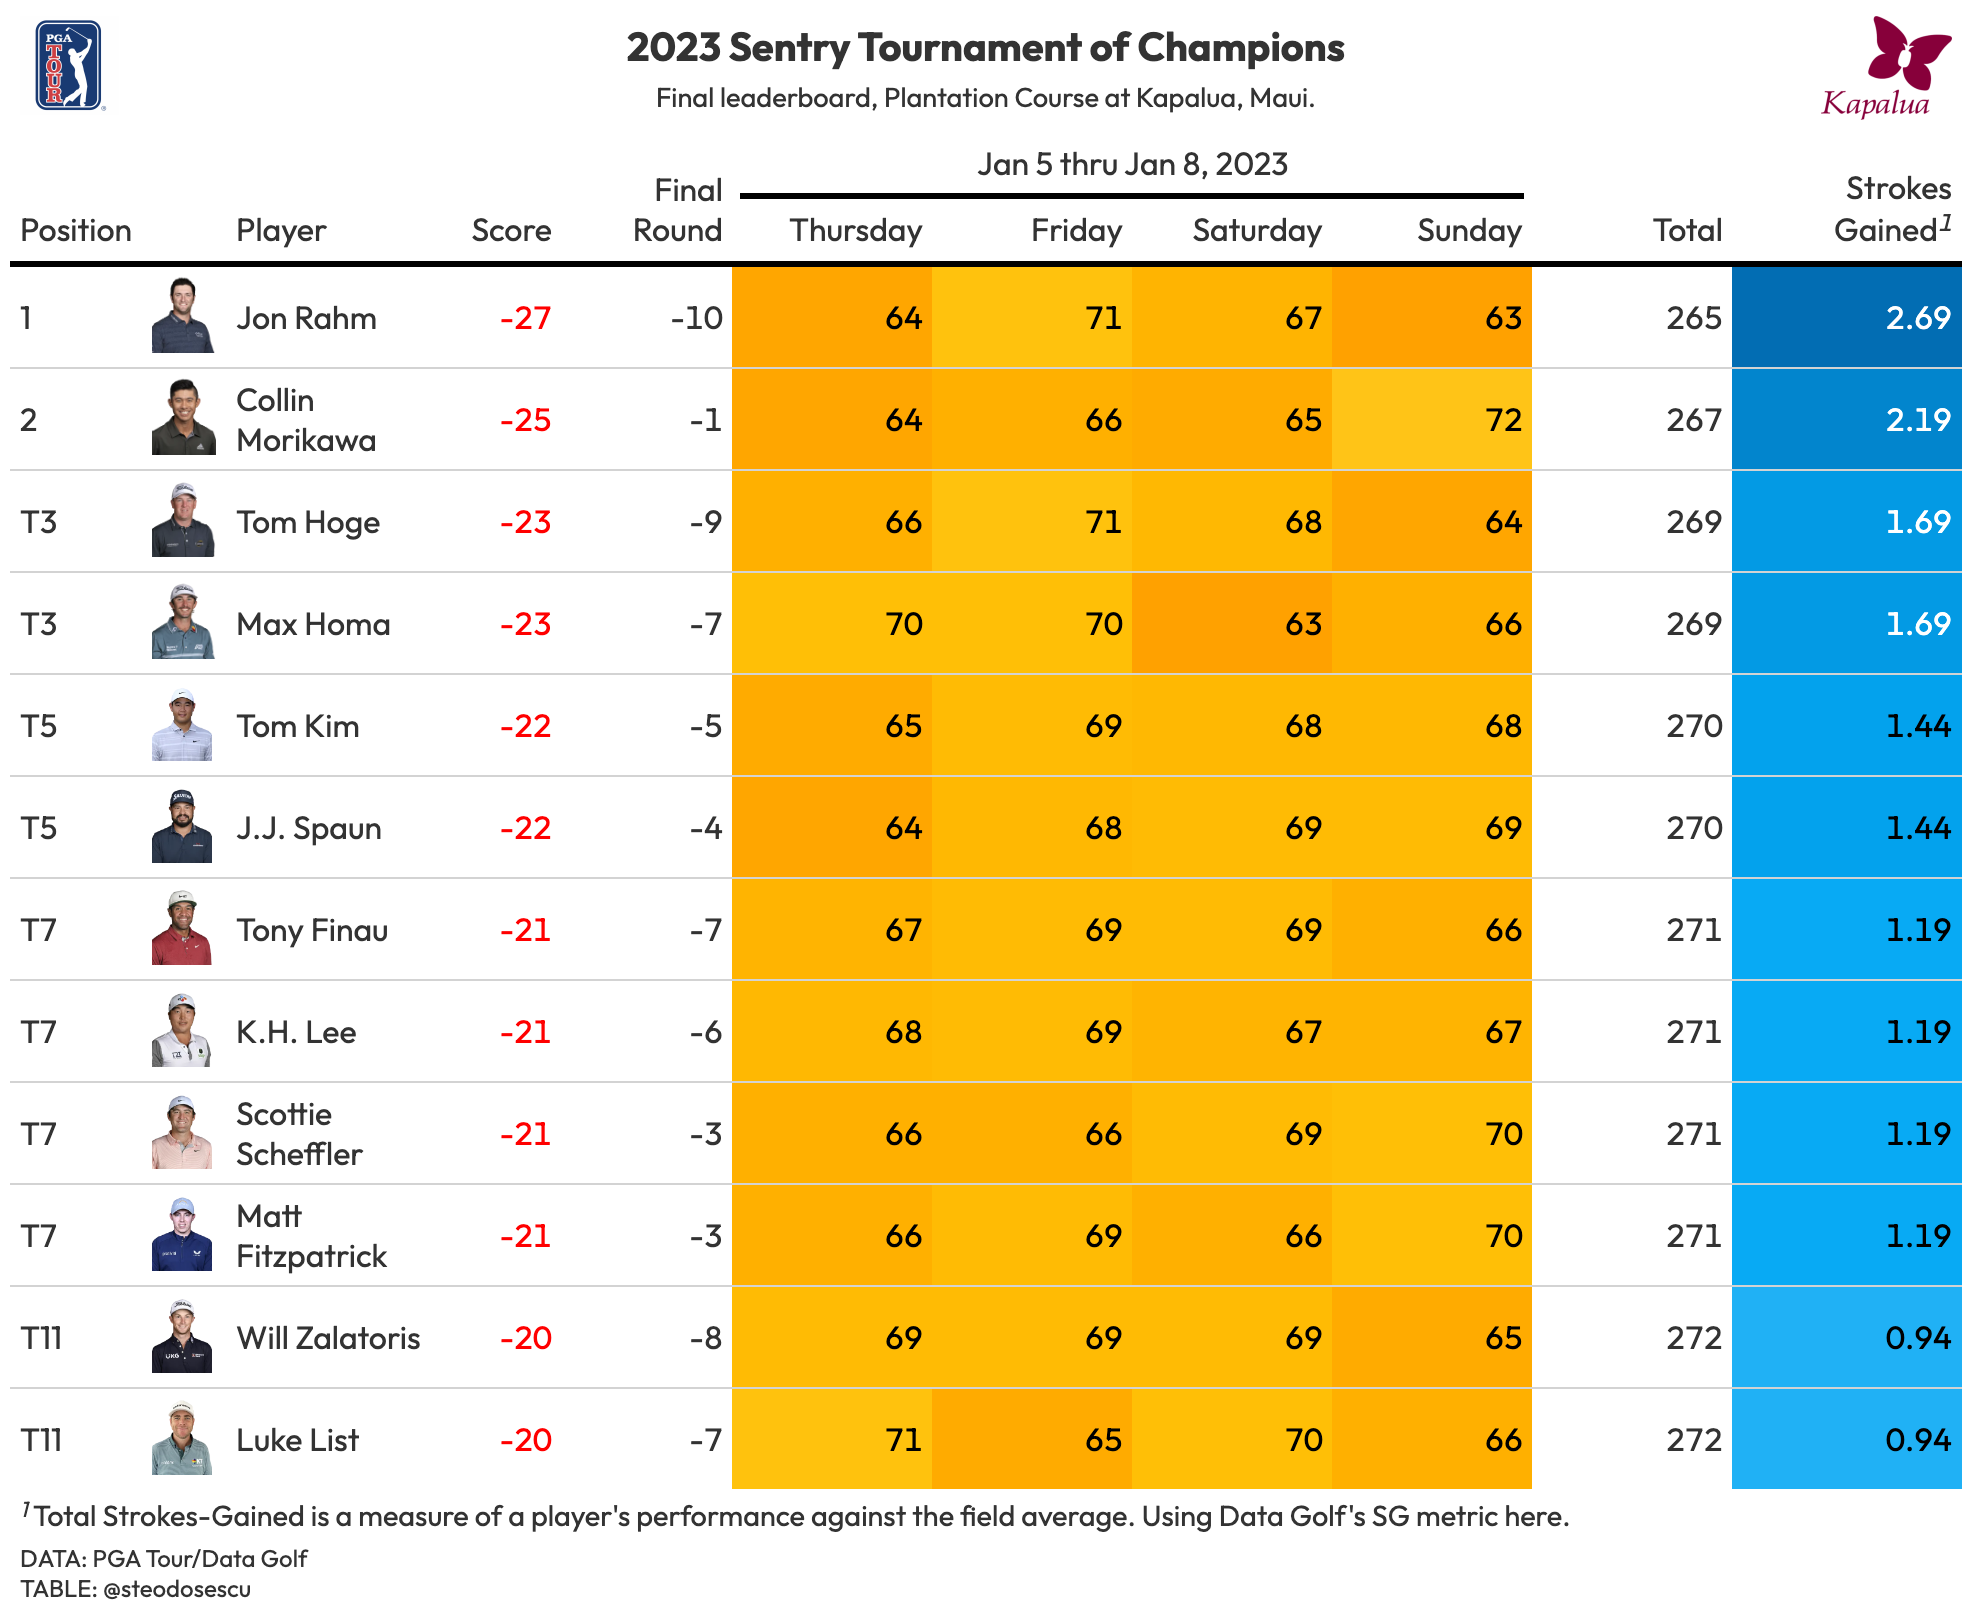 PGA
TOUR
2023 Sentry Tournament of Champions
Final leaderboard, Plantation Course at Kapalua, Maui.
Kapalua
Jan 5 thru Jan 8, 2023
Position Player Score Final Round Thursday Friday Saturday Sunday Total Strokes Gained1
1 Jon Rahm -27 -10 64 71 67 63 265 2.69
2 Collin Morikawa -25 -1 64 66 65 72 267 2.19
T3 Tom Hoge -23 -9 66 71 68 64 269 1.69
T3 Max Homa -23 -7 70 70 63 66 269 1.69
T5 Tom Kim -22 -5 65 69 68 68 270 1.44
T5 J.J. Spaun -22 -4 64 68 69 69 270 1.44
T7 Tony Finau -21 -7 67 69 69 66 271 1.19
T7 K.H. Lee -21 -6 68 69 67 67 271 1.19
T7 Scottie Scheffler -21 -3 66 66 69 70 271 1.19
T7 Matt Fitzpatrick -21 -3 66 69 66 70 271 1.19
T11 Will Zalatoris -20 -8 69 69 69 65 272 0.94
T11 Luke List -20 -7 71 65 70 66 272 0.94
1 Total Strokes-Gained is a measure of a player's performance against the field average. Using Data Golf's SG metric here.
DATA: PGA Tour/Data Golf
TABLE: @steodosescu